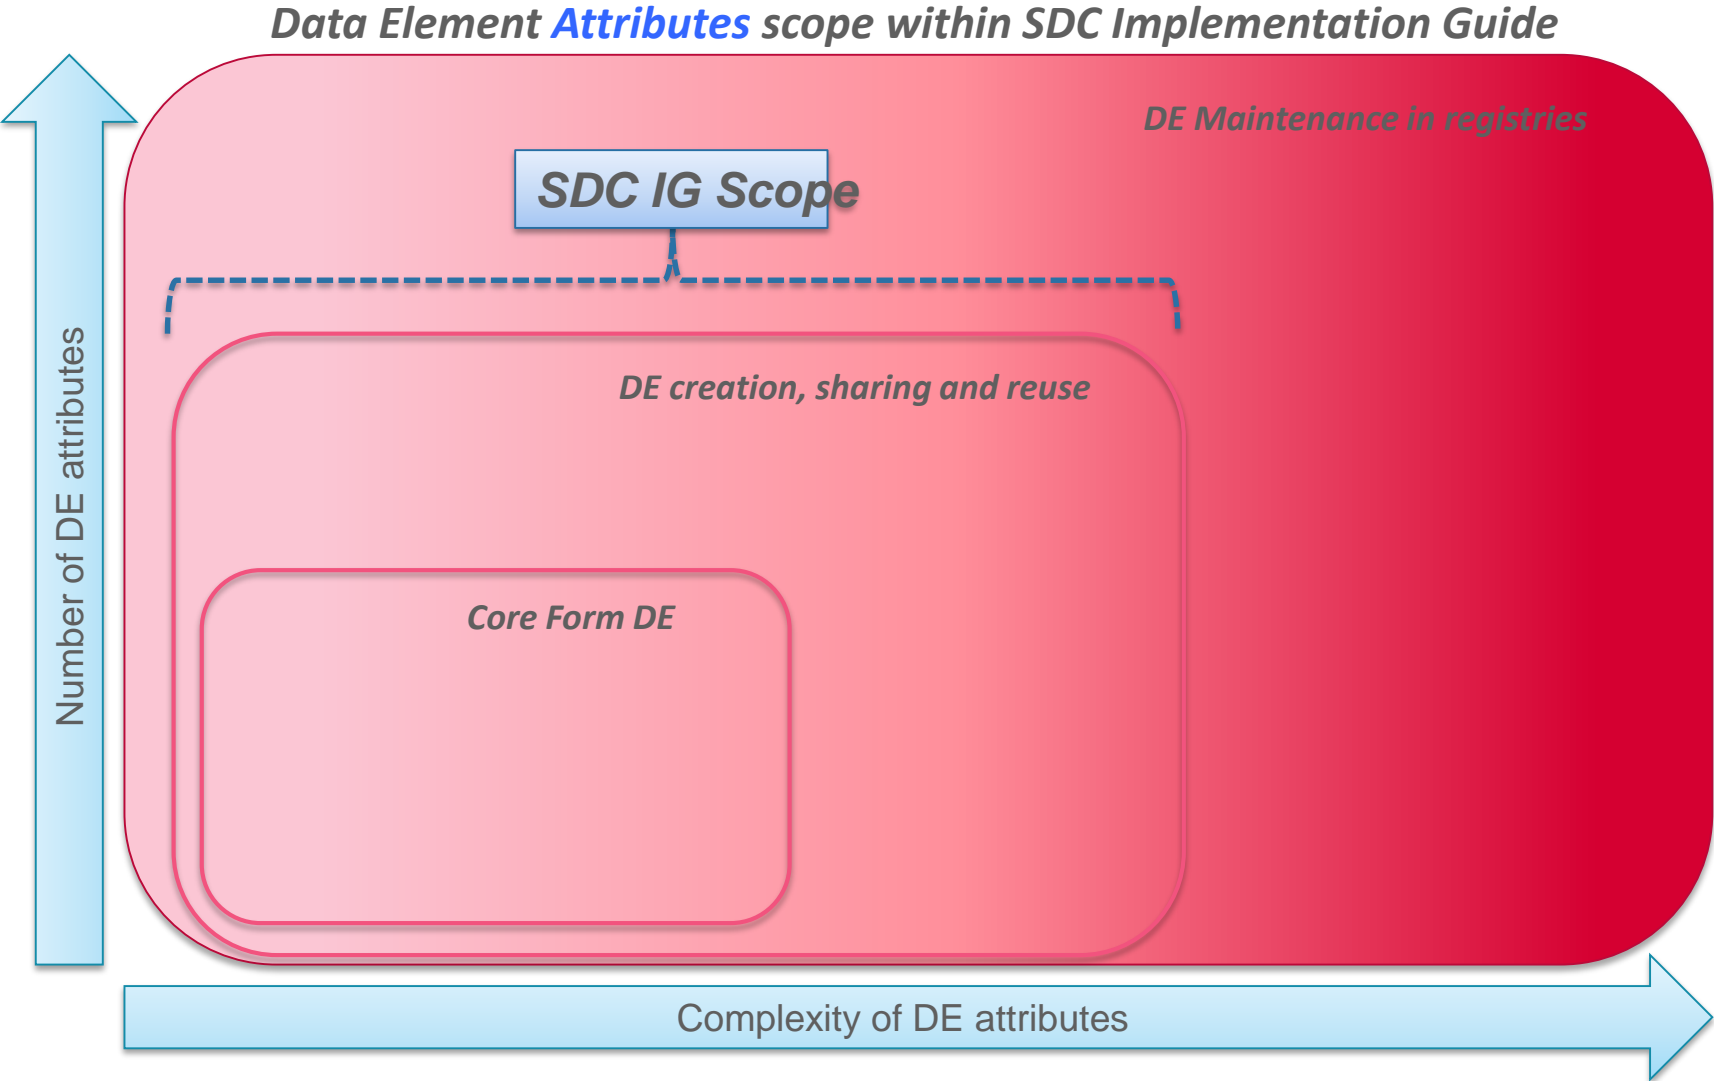 Data Element Attributes scope within SDC Implementation Guide
DE Maintenance in registries
SDC IG Scope
DE creation, sharing and reuse
Core Form DE
Number of DE attributes
Complexity of DE attributes